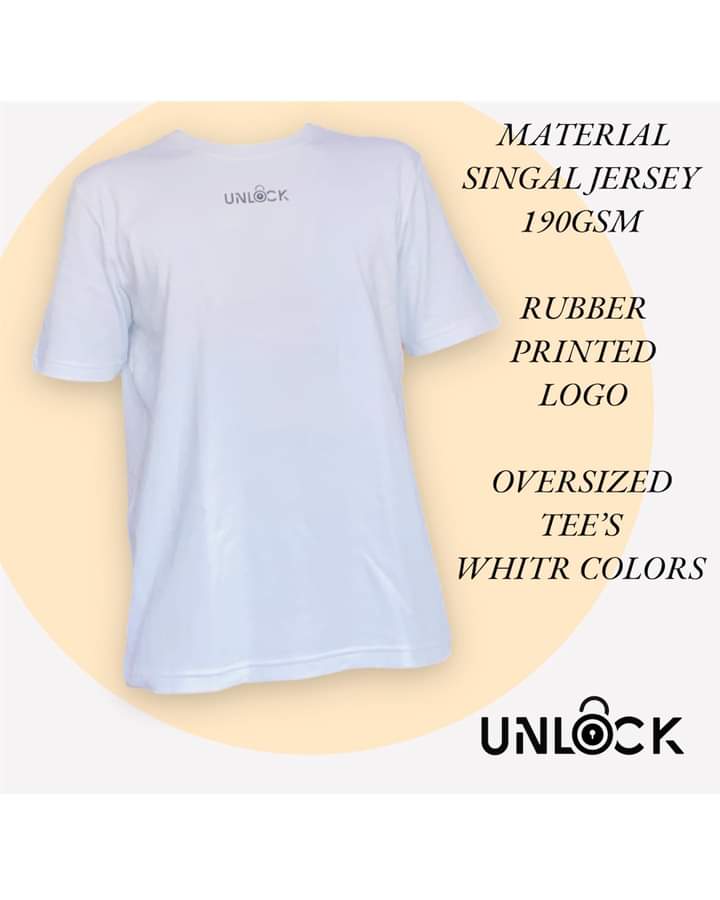 UNLOCK
MATERIAL
SINGAL JERSEY
190GSM
RUBBER
PRINTED
LOGO
OVERSIZED
TEE'S
WHITR COLORS
UNLOCK